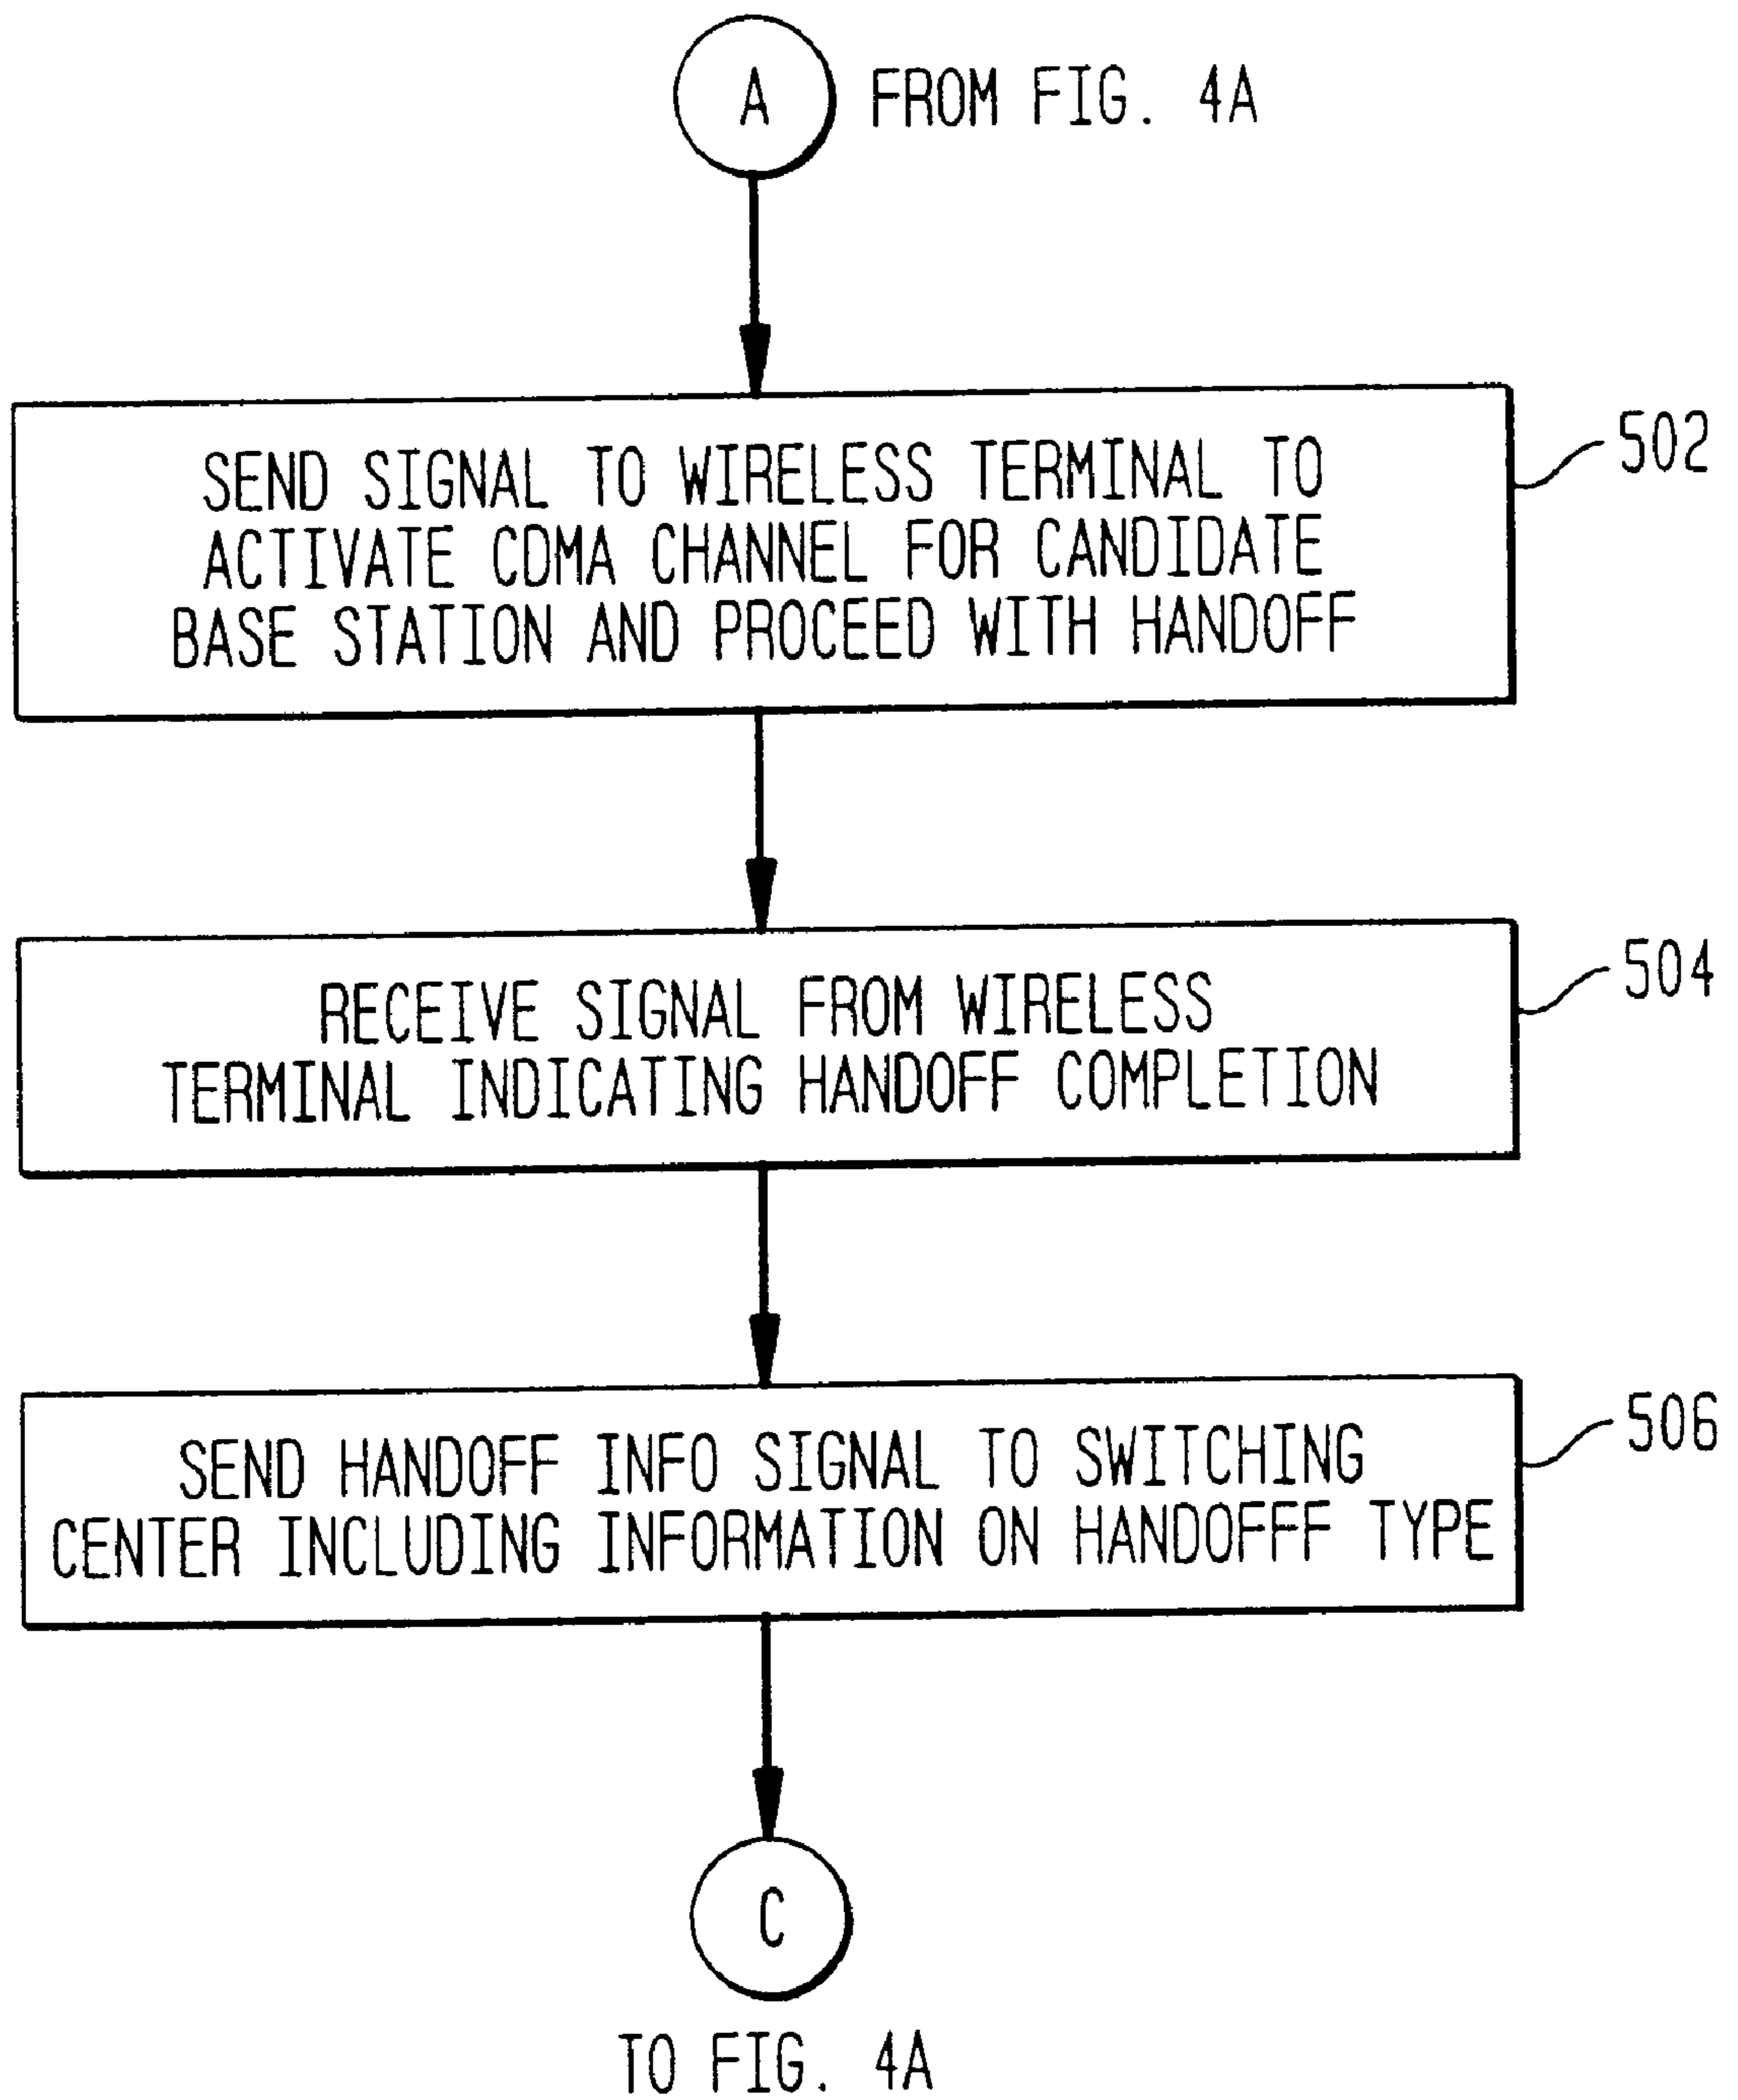 A FROM FIG. 4A
SEND SIGNAL TO WIRELESS TERMINAL TO
ACTIVATE CDMA CHANNEL FOR CANDIDATE
BASE STATION AND PROCEED WITH HANDOFF
502
RECEIVE SIGNAL FROM WIRELESS
TERMINAL INDICATING HANDOFF COMPLETION
504
SEND HANDOFF INFO SIGNAL TO SWITCHING
CENTER INCLUDING INFORMATION ON HANDOFFF TYPE
506
C
TO FIG. 4A